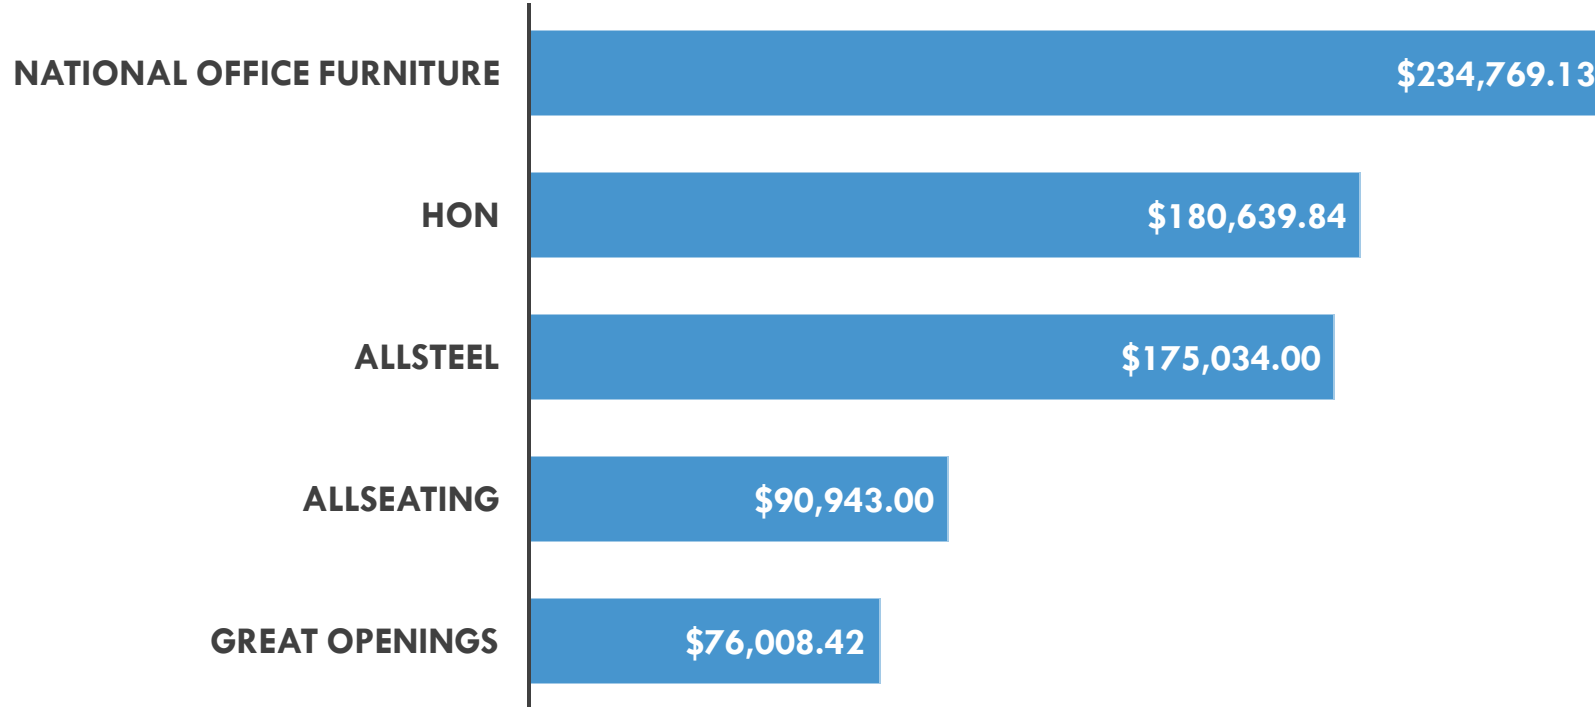 NATIONAL OFFICE FURNITURE $234,769.13
HON $180,639.84
ALLSTEEL $175,034.00
ALLSEATING $90,943.00
GREAT OPENINGS $76,008.42